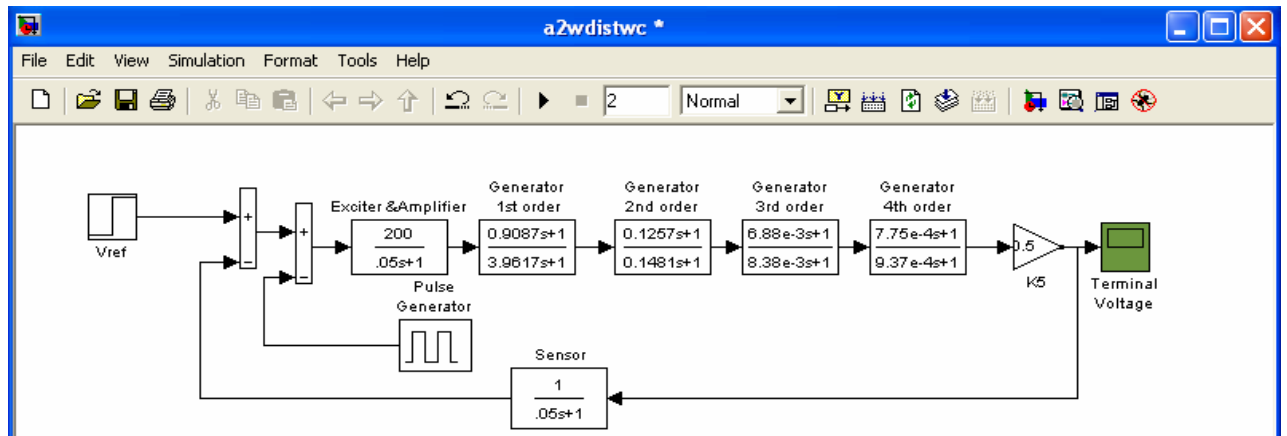 a2wdistwc *
File Edit View Simulation Format Tools Help
2 Normal
Vref
+
−
+
−
Exciter &Amplifier
200
.05s+1
Generator
1st order
0.9087s+1
3.9617s+1
Generator
2nd order
0.1257s+1
0.1481s+1
Generator
3rd order
6.88e-3s+1
8.38e-3s+1
Generator
4th order
7.75e-4s+1
9.37e-4s+1
0.5
K5
Terminal
Voltage
Pulse
Generator
Sensor
1
.05s+1